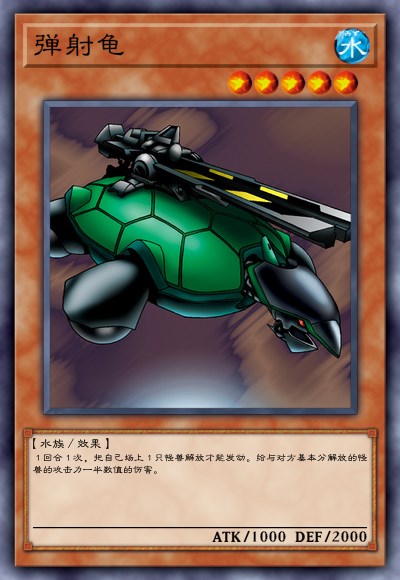 弹射龟
水
【水族／效果】
1回合1次，把自己场上1只怪兽解放才能发动。给与对方基本分解放的怪
兽的攻击力一半数值的伤害。
ATK/1000 DEF/2000